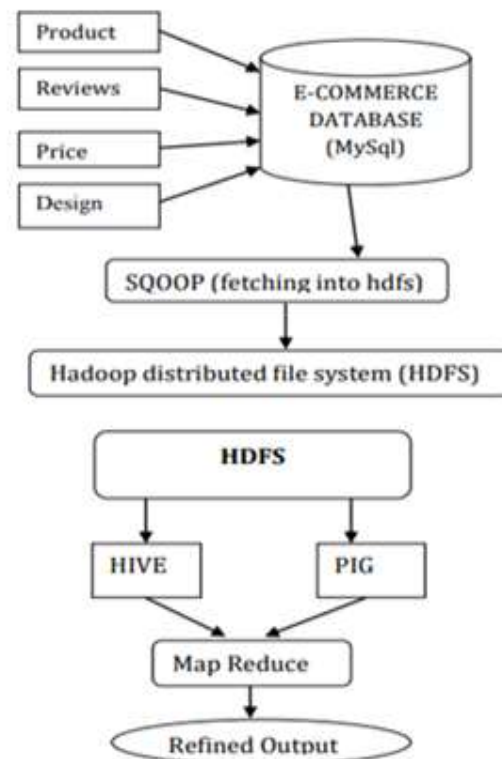 Product
Reviews
Price
Design
E-COMMERCE
DATABASE
(MySql)
SQOOP (fetching into hdfs)
Hadoop distributed file system (HDFS)
HDFS
HIVE
PIG
Map Reduce
Refined Output